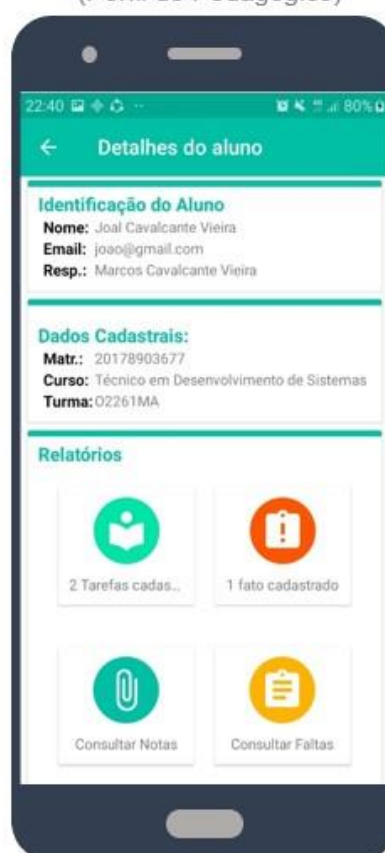 22:40
80%
Detalhes do aluno
Identificação do Aluno
Nome: Joal Cavalcante Vieira
Email: joao@gmail.com
Resp.: Marcos Cavalcante Vieira
Dados Cadastrais:
Matr.: 20178903677
Curso: Técnico em Desenvolvimento de Sistemas
Turma: O2261MA
Relatórios
2 Tarefas cadas...
1 fato cadastrado
Consultar Notas
Consultar Faltas